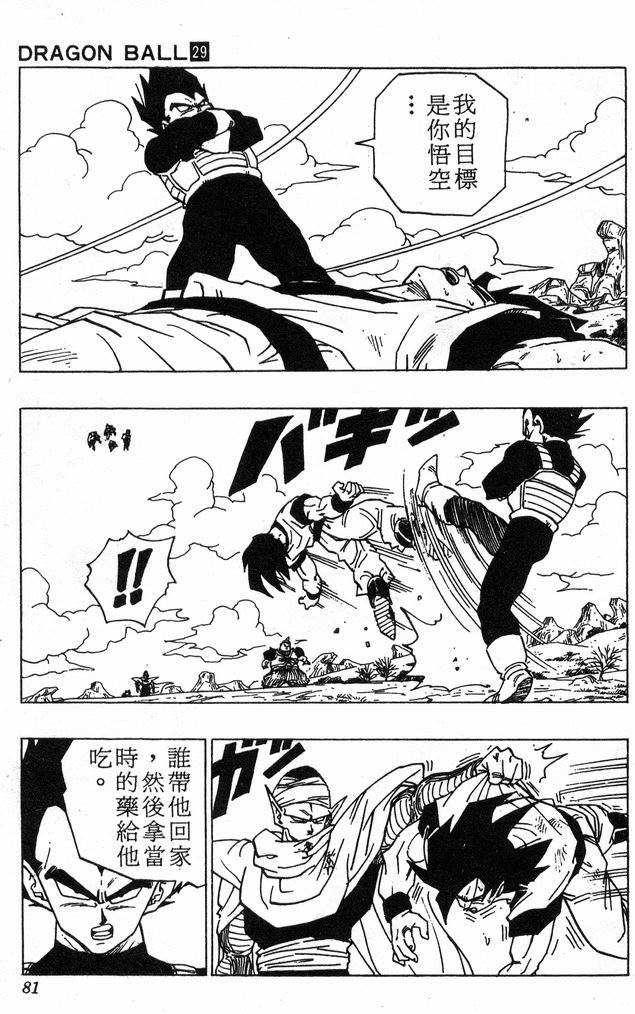 DRAGON BALL 29
我的目標
是你悟空
…
バキッ
!!
ガッ
誰帶他回家
，然後拿當
時的藥給他
吃。
81